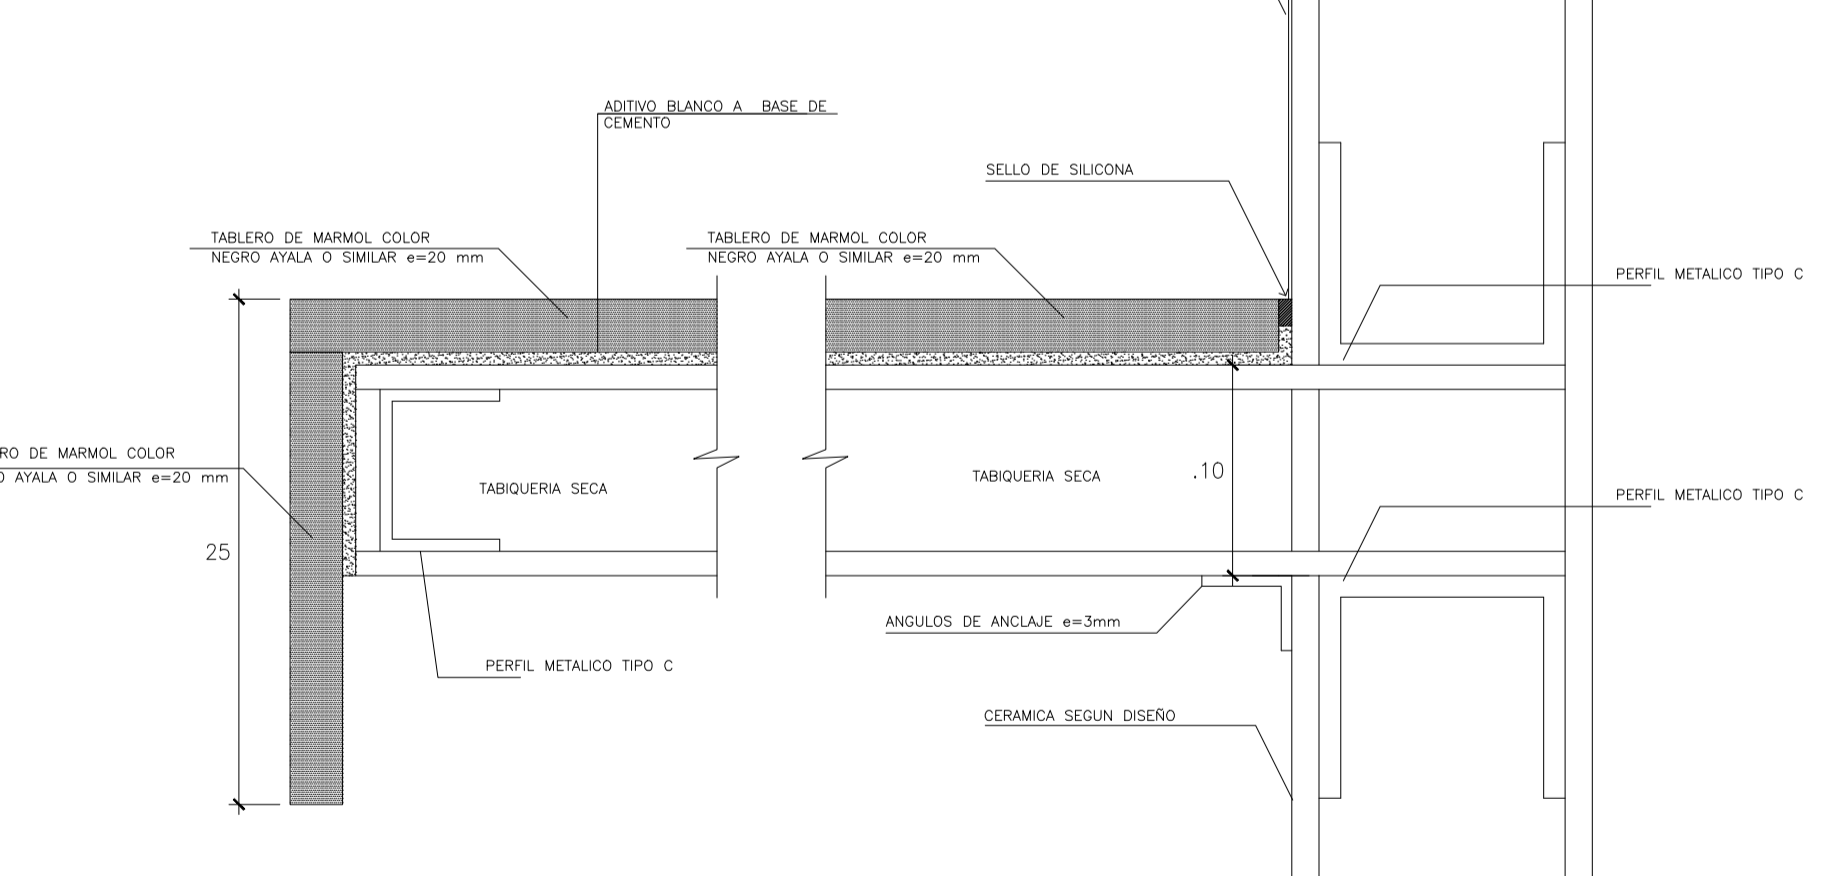 ADITIVO BLANCO A BASE DE
CEMENTO
SELLO DE SILICONA
TABLERO DE MARMOL COLOR
NEGRO AYALA O SIMILAR e=20 mm
TABLERO DE MARMOL COLOR
NEGRO AYALA O SIMILAR e=20 mm
PERFIL METALICO TIPO C
RO DE MARMOL COLOR
O AYALA O SIMILAR e=20 mm
TABIQUERIA SECA
TABIQUERIA SECA
.10
PERFIL METALICO TIPO C
25
ANGULOS DE ANCLAJE e=3mm
PERFIL METALICO TIPO C
CERAMICA SEGUN DISEÑO